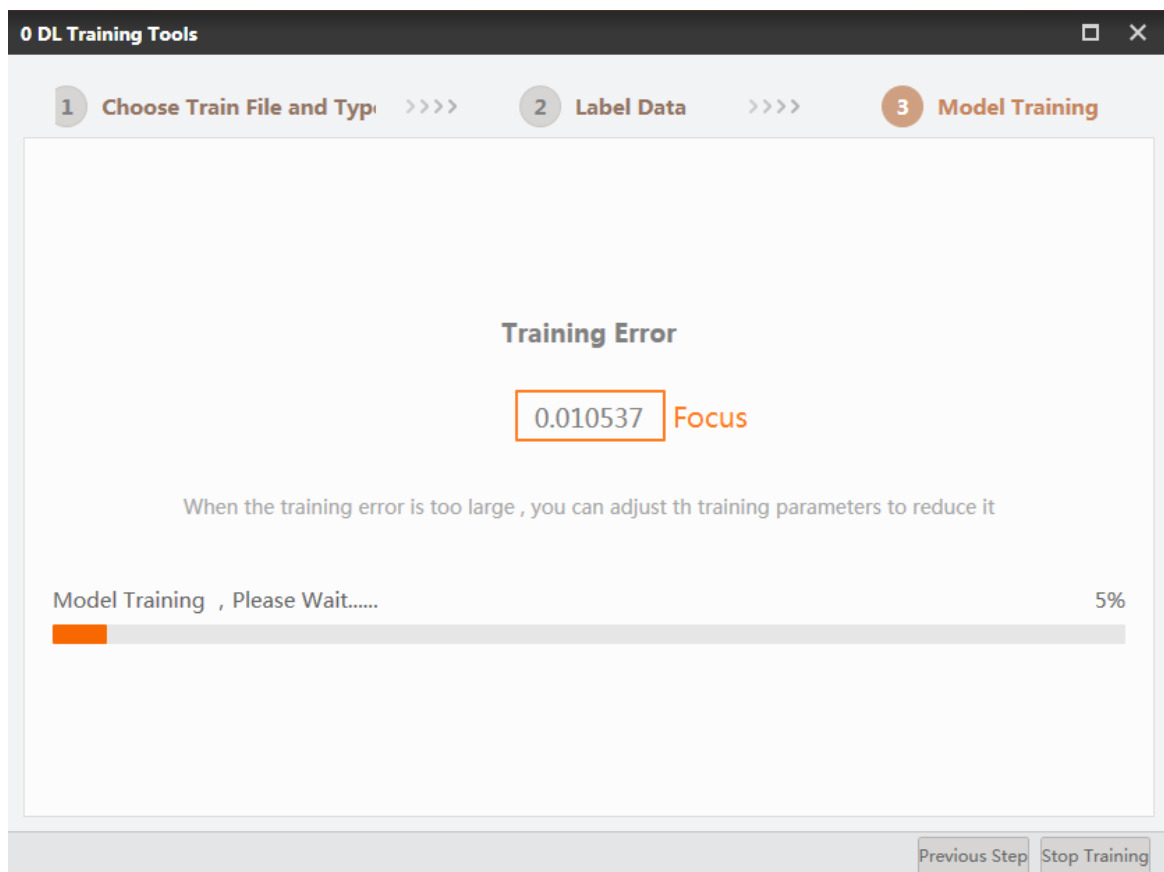 0 DL Training Tools
1 Choose Train File and Typ >>>> 2 Label Data >>>> 3 Model Training
Training Error
0.010537 Focus
When the training error is too large , you can adjust th training parameters to reduce it
Model Training , Please Wait...... 5%
Previous Step Stop Training